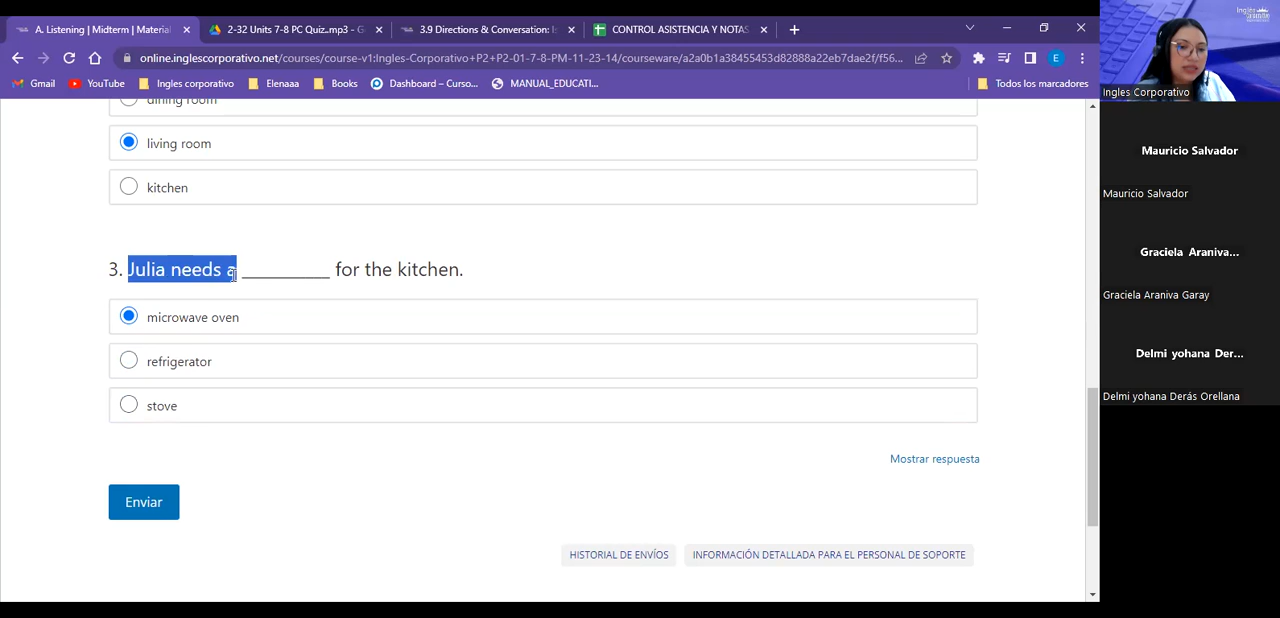 A. Listening | Midterm | Material
2-32 Units 7-8 PC Quiz..mp3 - G
3.9 Directions & Conversation: Is
CONTROL ASISTENCIA Y NOTAS
online.inglescorporativo.net/courses/course-v1:Ingles-Corporativo+P2+P2-01-7-8-PM-11-23-14/courseware/a2a0b1a38455453d82888a22eb7dae2f/f56...
E
Gmail
YouTube
Ingles corporativo
Elenaaa
Books
Dashboard – Curso...
MANUAL_EDUCATI...
Todos los marcadores
dining room
living room
kitchen
3. Julia needs a __________ for the kitchen.
microwave oven
refrigerator
stove
Mostrar respuesta
Enviar
HISTORIAL DE ENVÍOS
INFORMACIÓN DETALLADA PARA EL PERSONAL DE SOPORTE
Ingles Corporativo
Mauricio Salvador
Mauricio Salvador
Graciela Araniva...
Graciela Araniva Garay
Delmi yohana Der...
Delmi yohana Derás Orellana